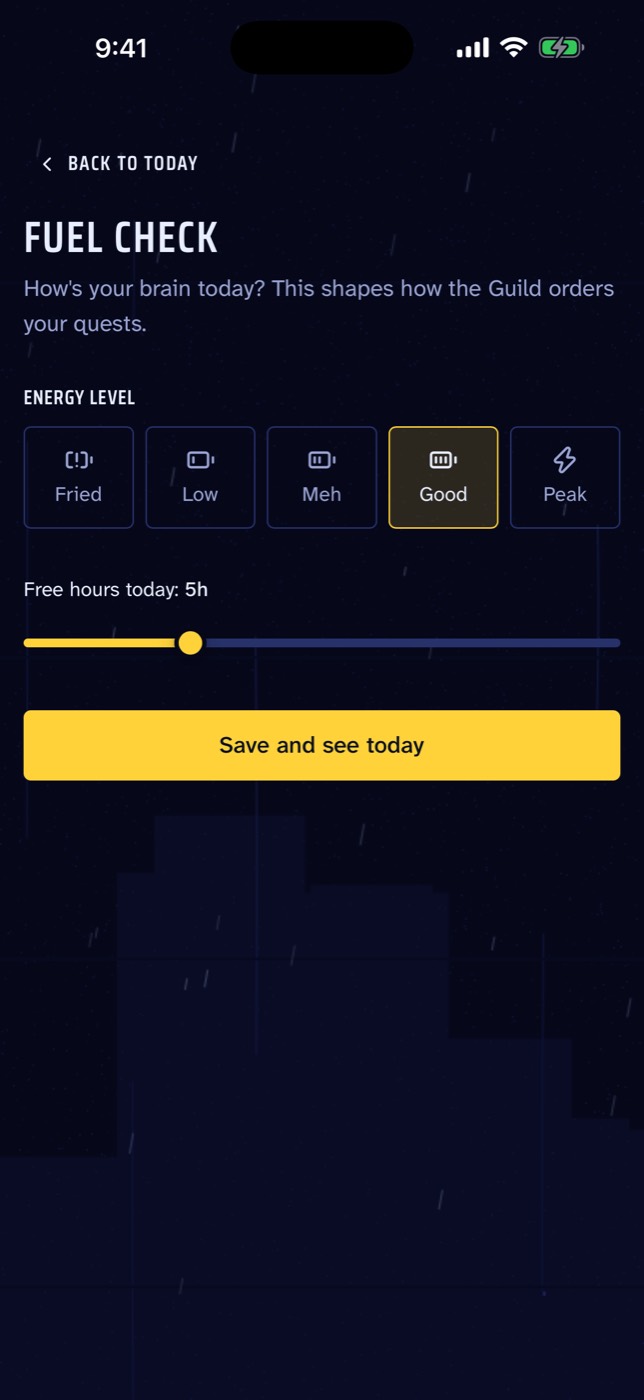 9:41
BACK TO TODAY
FUEL CHECK
How's your brain today? This shapes how the Guild orders
your quests.
ENERGY LEVEL
Fried
Low
Meh
Good
Peak
Free hours today: 5h
Save and see today